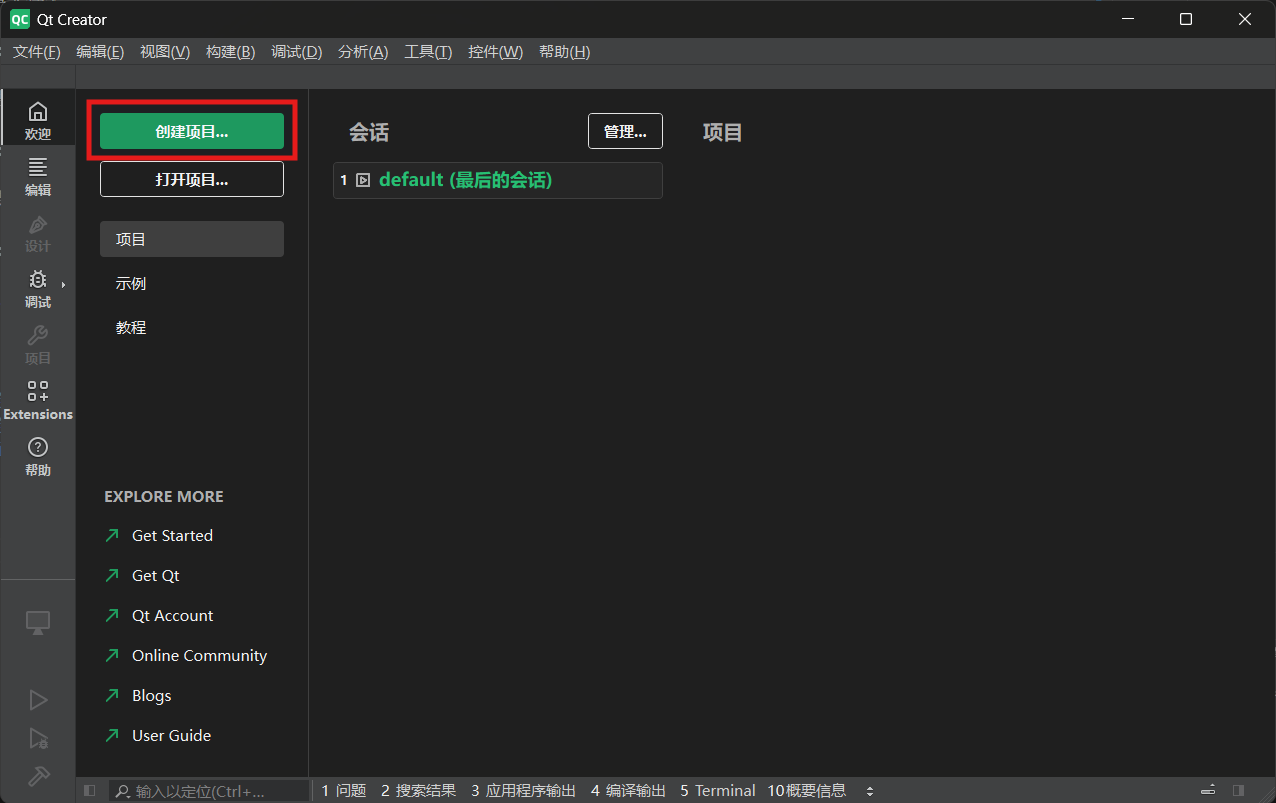 QC Qt Creator
文件(F) 编辑(E) 视图(V) 构建(B) 调试(D) 分析(A) 工具(T) 控件(W) 帮助(H)
欢迎
编辑
设计
调试
项目
Extensions
帮助
创建项目...
打开项目...
项目
示例
教程
EXPLORE MORE
Get Started
Get Qt
Qt Account
Online Community
Blogs
User Guide
会话
管理...
1 default (最后的会话)
项目
输入以定位(Ctrl+...
1 问题 2 搜索结果 3 应用程序输出 4 编译输出 5 Terminal 10概要信息